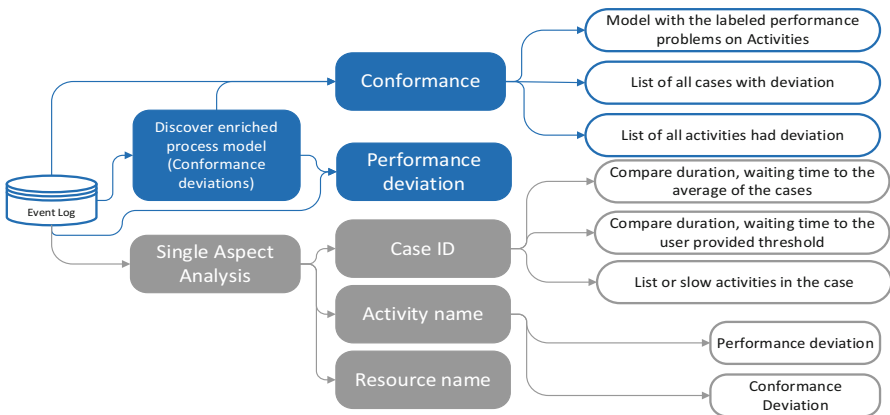 Model with the labeled performance
problems on Activities
Conformance
List of all cases with deviation
Discover enriched
process model
(Conformance
deviations)
List of all activities had deviation
Performance
deviation
Compare duration, waiting time to the
average of the cases
Event Log
Single Aspect
Analysis
Case ID
Compare duration, waiting time to the
user provided threshold
List or slow activities in the case
Activity name
Performance deviation
Resource name
Conformance
Deviation